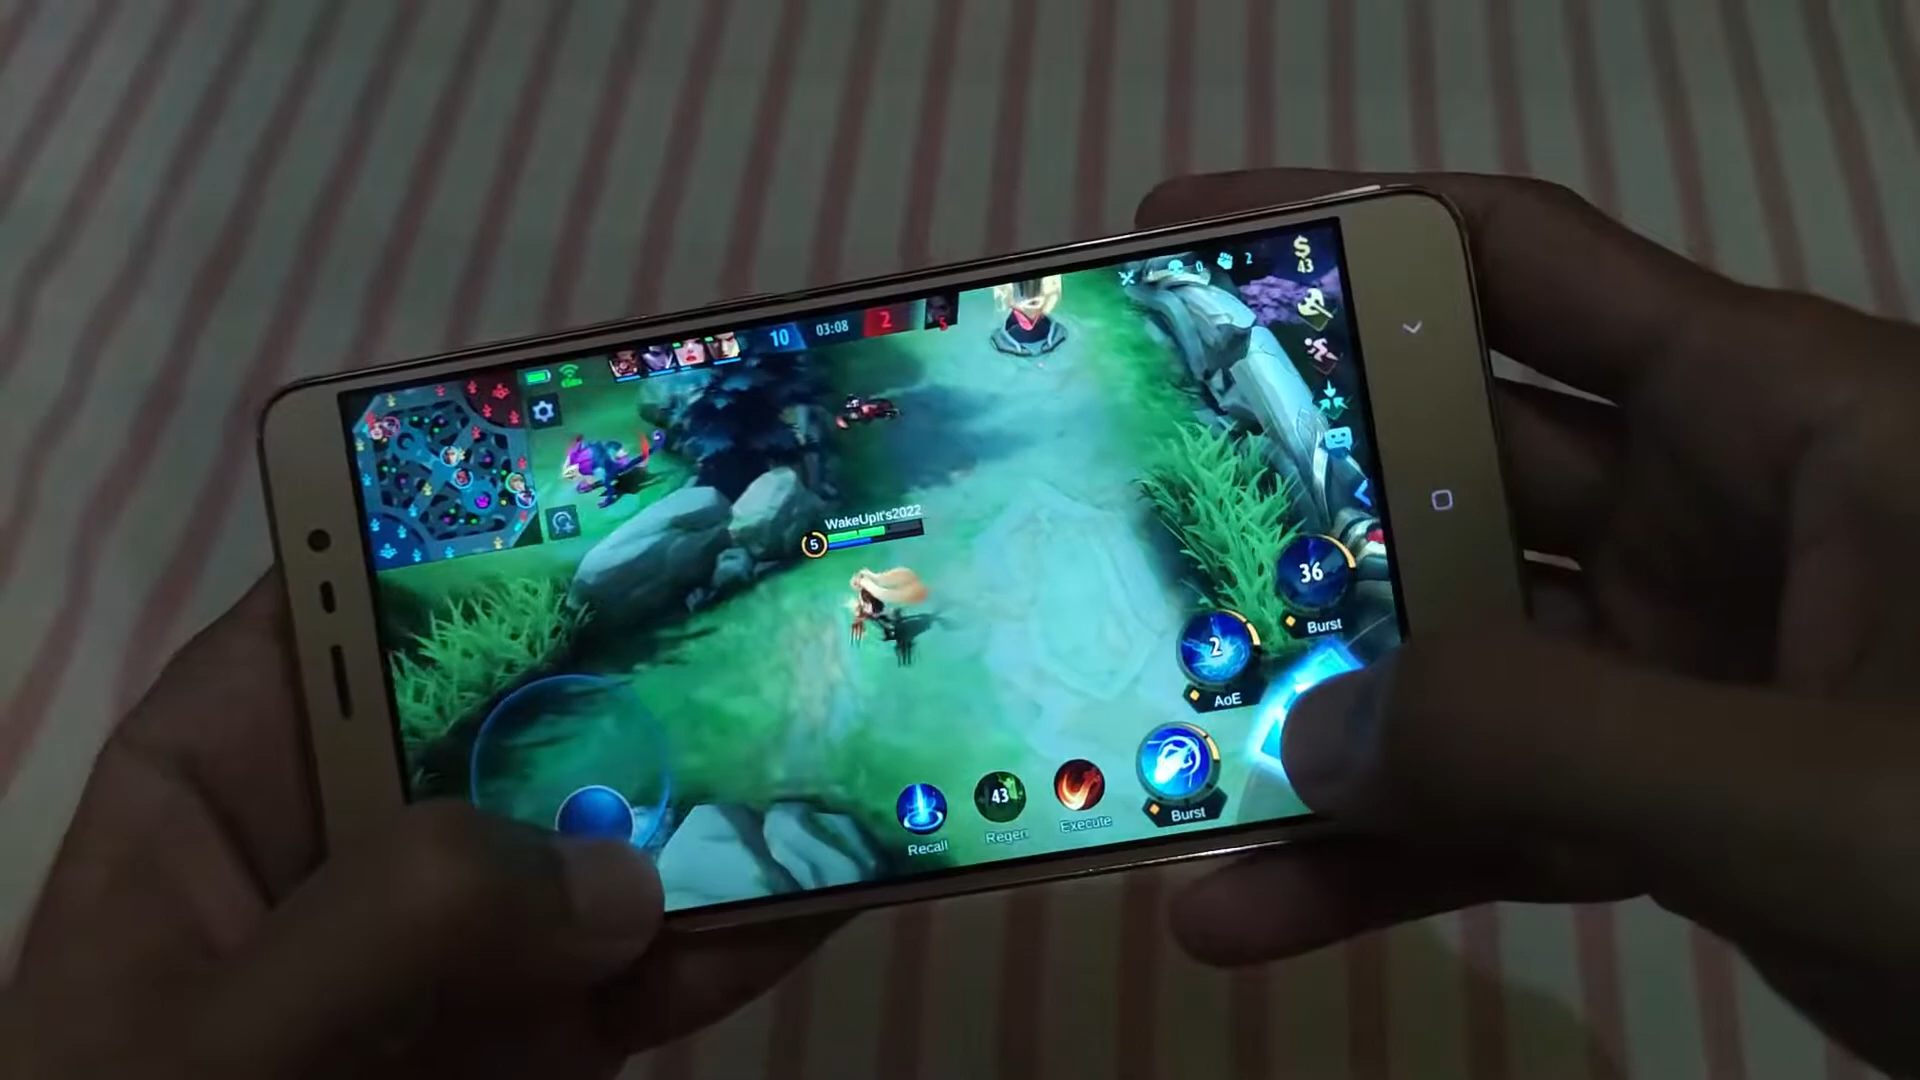 10 03:08 2
5
0 2
$
43
WakeUpIt's2022
5
36
Burst
2
AoE
Burst
43
Recall
Regen
Execute